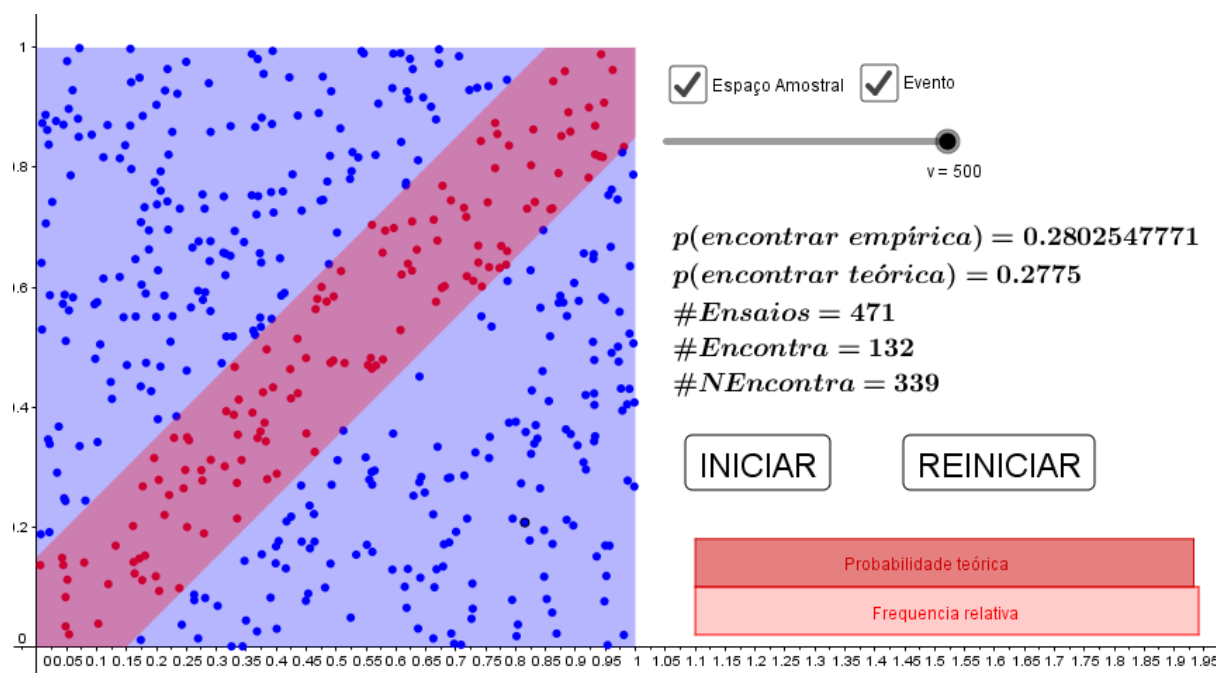 1
0.8
0.6
0.4
0.2
0
0 0.05 0.1 0.15 0.2 0.25 0.3 0.35 0.4 0.45 0.5 0.55 0.6 0.65 0.7 0.75 0.8 0.85 0.9 0.95 1 1.05 1.1 1.15 1.2 1.25 1.3 1.35 1.4 1.45 1.5 1.55 1.6 1.65 1.7 1.75 1.8 1.85 1.9 1.95
Espaço Amostral Evento
v = 500
p(encontrar empírica) = 0.2802547771
p(encontrar teórica) = 0.2775
#Ensaios = 471
#Encontra = 132
#NEncontra = 339
INICIAR REINICIAR
Probabilidade teórica
Frequencia relativa